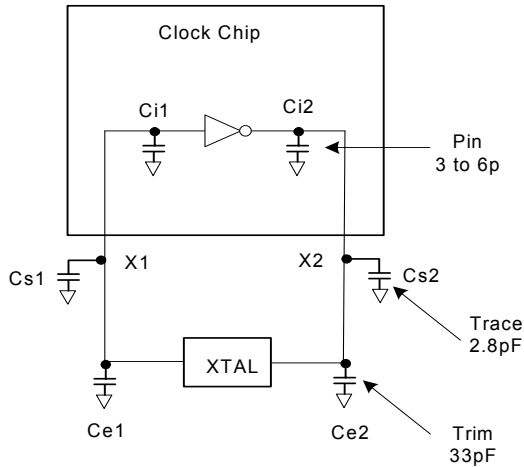 Clock Chip
Ci1
Ci2
Pin
3 to 6p
X1
X2
Cs1
Cs2
Trace
2.8pF
XTAL
Ce1
Ce2
Trim
33pF